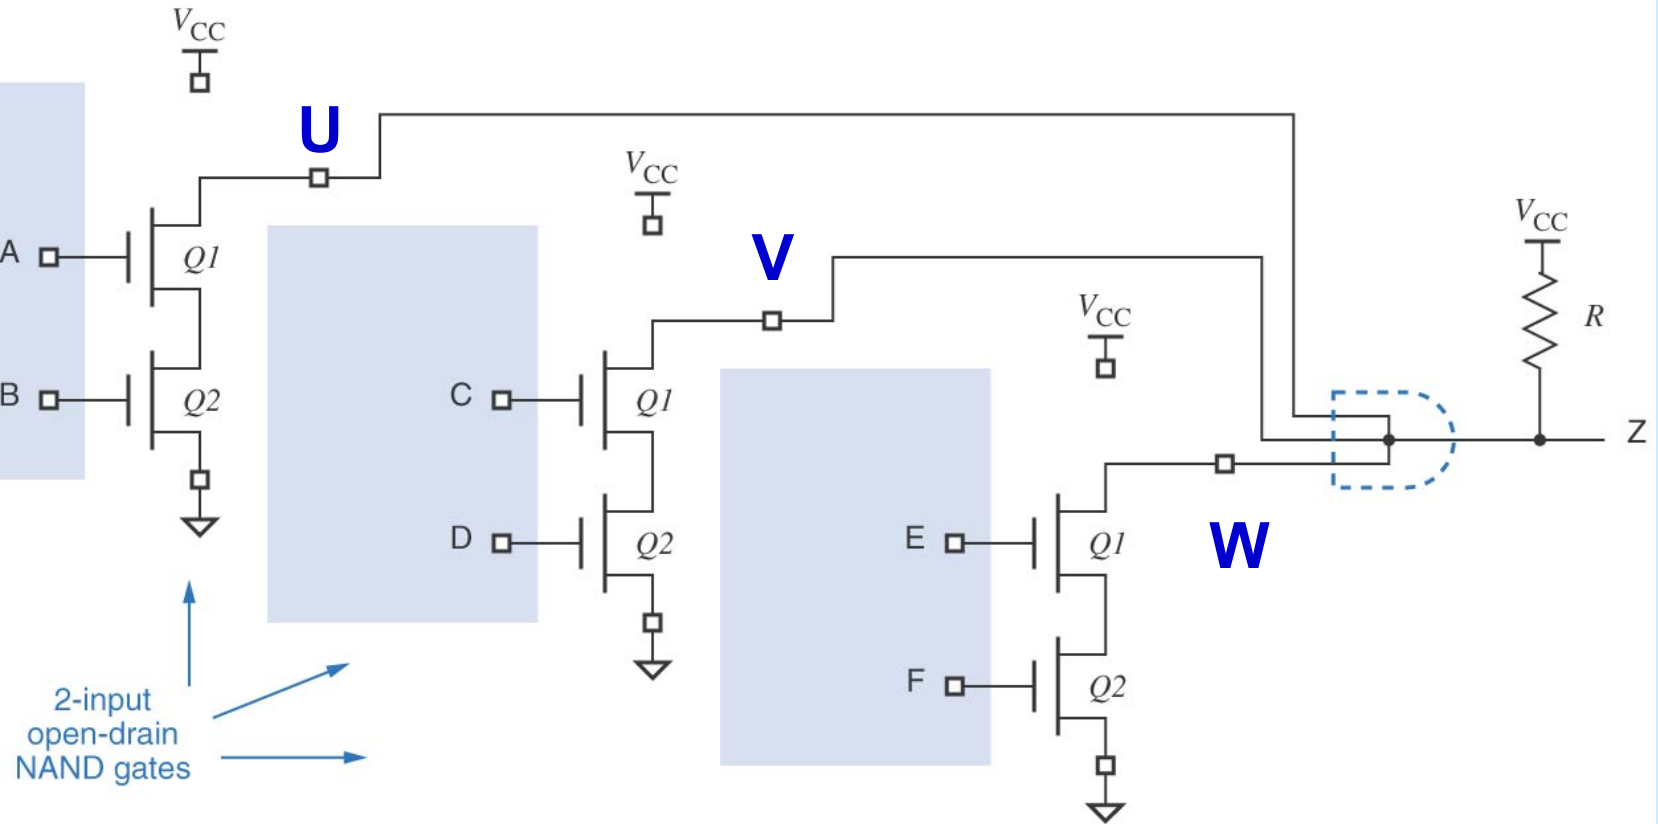 VCC
U
A
Q1
B
Q2
VCC
V
C
Q1
D
Q2
VCC
W
E
Q1
F
Q2
VCC
R
Z
2-input
open-drain
NAND gates